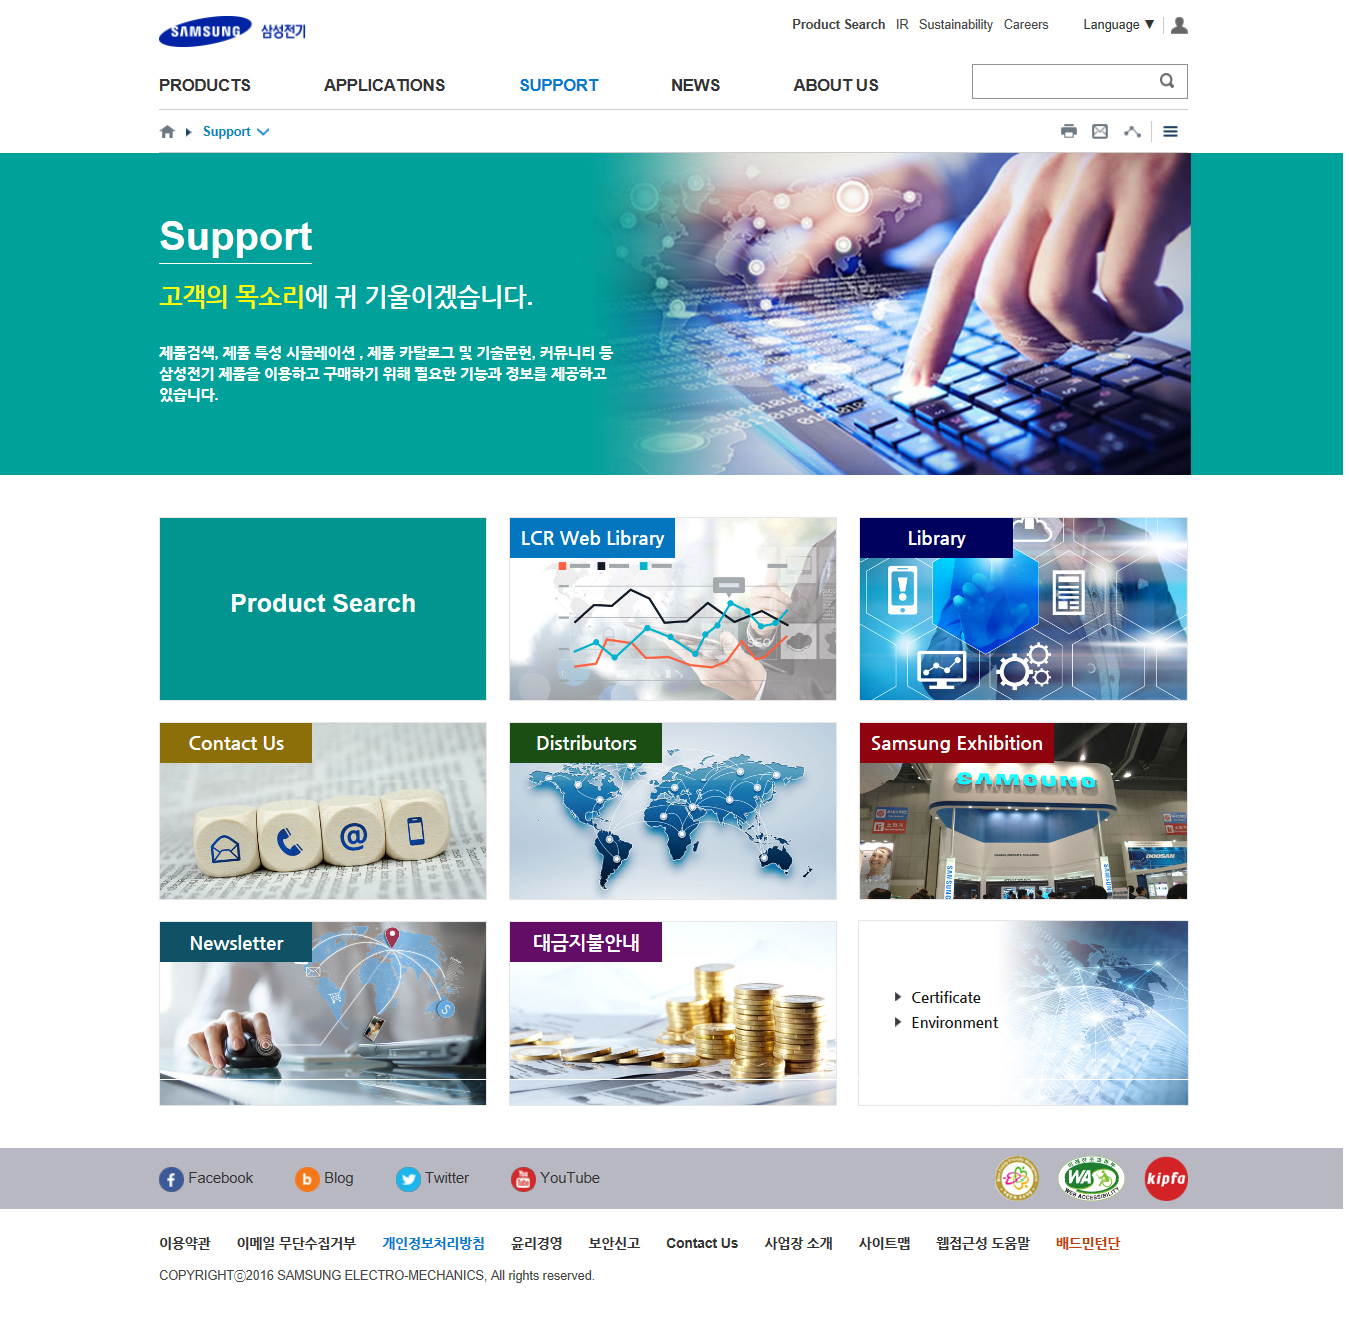 SAMSUNG 삼성전기
Product Search IR Sustainability Careers Language ▼
PRODUCTS APPLICATIONS SUPPORT NEWS ABOUT US
Support
Support
고객의 목소리에 귀 기울이겠습니다.
제품검색, 제품 특성 시뮬레이션 , 제품 카탈로그 및 기술문헌, 커뮤니티 등
삼성전기 제품을 이용하고 구매하기 위해 필요한 기능과 정보를 제공하고
있습니다.
Product Search
LCR Web Library
SEO
Library
Contact Us
@
Distributors
Samsung Exhibition
SAMSUNG
DOOSAN
SAMSUNG
SAMSUNG
Newsletter
대금지불안내
Certificate
Environment
Facebook Blog Twitter YouTube
WA
WEB ACCESSIBILITY
kipfa
이용약관 이메일 무단수집거부 개인정보처리방침 윤리경영 보안신고 Contact Us 사업장 소개 사이트맵 웹접근성 도움말 배드민턴단
COPYRIGHTⓒ2016 SAMSUNG ELECTRO-MECHANICS, All rights reserved.